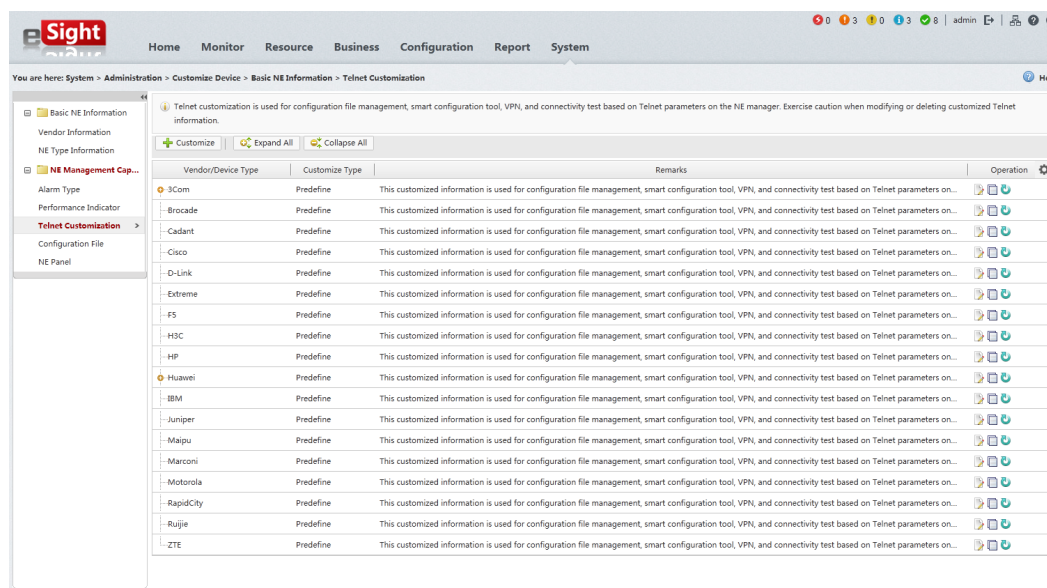 eSight
0 3 0 3 8 admin
Home Monitor Resource Business Configuration Report System
You are here: System > Administration > Customize Device > Basic NE Information > Telnet Customization
Basic NE Information
Vendor Information
NE Type Information
NE Management Cap...
Alarm Type
Performance Indicator
Telnet Customization >
Configuration File
NE Panel
Telnet customization is used for configuration file management, smart configuration tool, VPN, and connectivity test based on Telnet parameters on the NE manager. Exercise caution when modifying or deleting customized Telnet
information.
Customize Expand All Collapse All
Vendor/Device Type Customize Type Remarks Operation
3Com Predefine This customized information is used for configuration file management, smart configuration tool, VPN, and connectivity test based on Telnet parameters on...
Brocade Predefine This customized information is used for configuration file management, smart configuration tool, VPN, and connectivity test based on Telnet parameters on...
Cadant Predefine This customized information is used for configuration file management, smart configuration tool, VPN, and connectivity test based on Telnet parameters on...
Cisco Predefine This customized information is used for configuration file management, smart configuration tool, VPN, and connectivity test based on Telnet parameters on...
D-Link Predefine This customized information is used for configuration file management, smart configuration tool, VPN, and connectivity test based on Telnet parameters on...
Extreme Predefine This customized information is used for configuration file management, smart configuration tool, VPN, and connectivity test based on Telnet parameters on...
F5 Predefine This customized information is used for configuration file management, smart configuration tool, VPN, and connectivity test based on Telnet parameters on...
H3C Predefine This customized information is used for configuration file management, smart configuration tool, VPN, and connectivity test based on Telnet parameters on...
HP Predefine This customized information is used for configuration file management, smart configuration tool, VPN, and connectivity test based on Telnet parameters on...
Huawei Predefine This customized information is used for configuration file management, smart configuration tool, VPN, and connectivity test based on Telnet parameters on...
IBM Predefine This customized information is used for configuration file management, smart configuration tool, VPN, and connectivity test based on Telnet parameters on...
Juniper Predefine This customized information is used for configuration file management, smart configuration tool, VPN, and connectivity test based on Telnet parameters on...
Maipu Predefine This customized information is used for configuration file management, smart configuration tool, VPN, and connectivity test based on Telnet parameters on...
Marconi Predefine This customized information is used for configuration file management, smart configuration tool, VPN, and connectivity test based on Telnet parameters on...
Motorola Predefine This customized information is used for configuration file management, smart configuration tool, VPN, and connectivity test based on Telnet parameters on...
RapidCity Predefine This customized information is used for configuration file management, smart configuration tool, VPN, and connectivity test based on Telnet parameters on...
Ruijie Predefine This customized information is used for configuration file management, smart configuration tool, VPN, and connectivity test based on Telnet parameters on...
ZTE Predefine This customized information is used for configuration file management, smart configuration tool, VPN, and connectivity test based on Telnet parameters on...